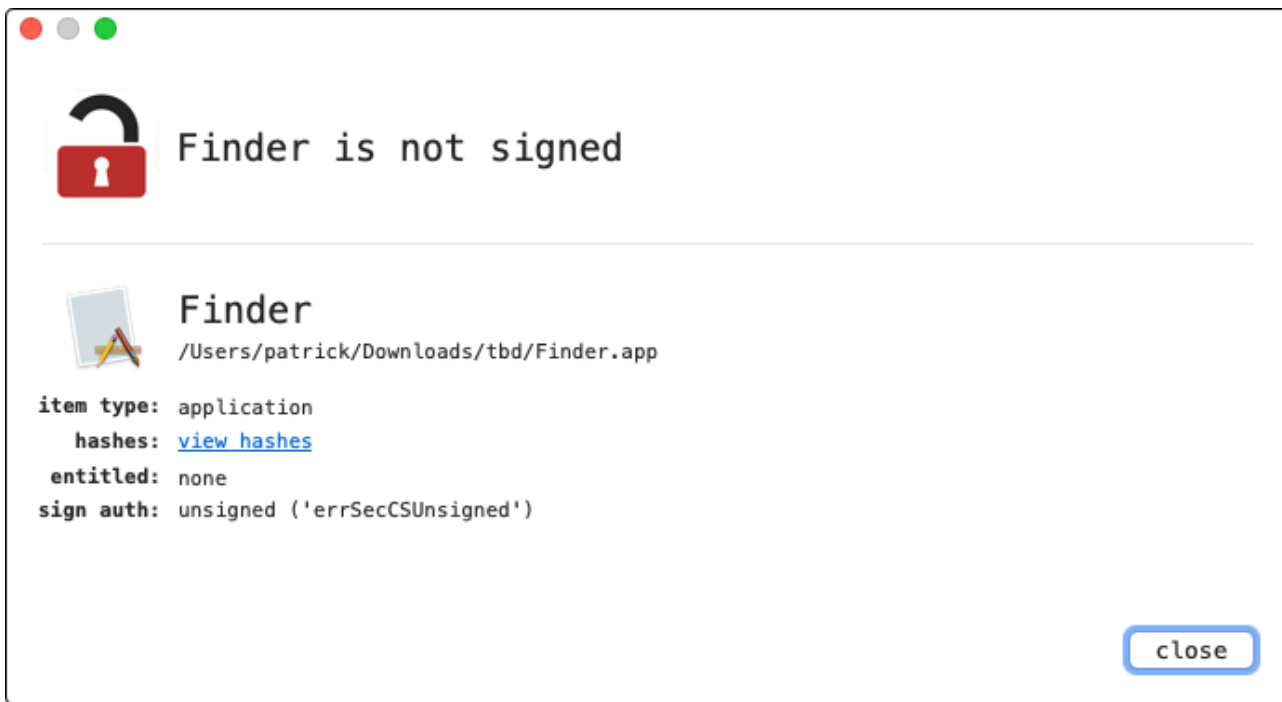 Finder is not signed
Finder
/Users/patrick/Downloads/tbd/Finder.app
item type: application
hashes: view hashes
entitled: none
sign auth: unsigned ('errSecCSUnsigned')
close